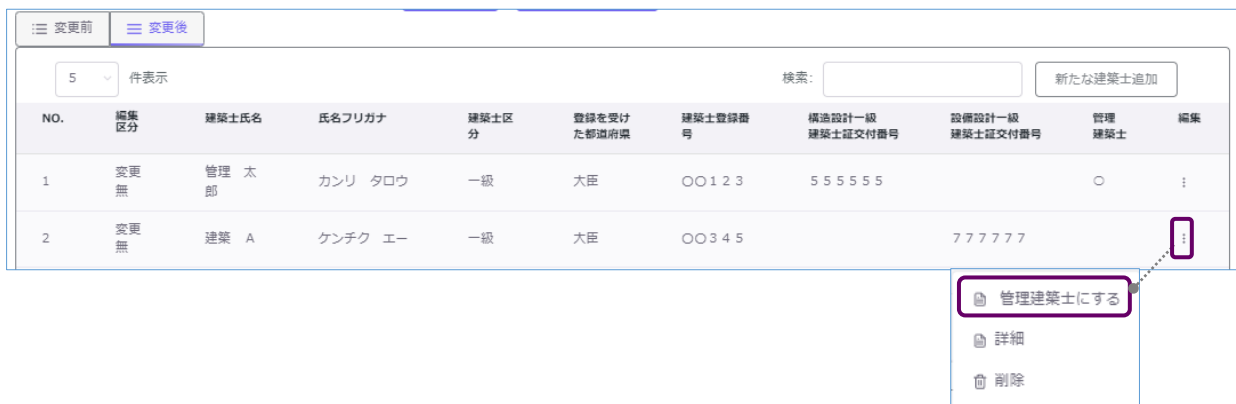 変更前 変更後
5 件表示 検索: 新たな建築士追加
NO. 編集区分 建築士氏名 氏名フリガナ 建築士区分 登録を受けた都道府県 建築士登録番号 構造設計一級建築士証交付番号 設備設計一級建築士証交付番号 管理建築士 編集
1 変更無 管理　太郎 カンリ　タロウ 一級 大臣 〇〇１２３ ５５５５５５ 〇
2 変更無 建築　A ケンチク　エー 一級 大臣 〇〇３４５ ７７７７７７
管理建築士にする
詳細
削除